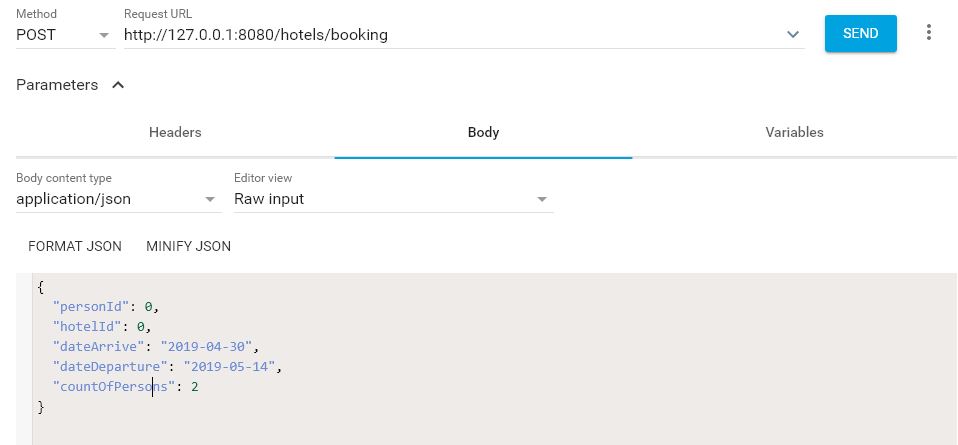 Method
Request URL
POST
http://127.0.0.1:8080/hotels/booking
SEND
Parameters
Headers
Body
Variables
Body content type
Editor view
application/json
Raw input
FORMAT JSON
MINIFY JSON
{
"personId": 0,
"hotelId": 0,
"dateArrive": "2019-04-30",
"dateDeparture": "2019-05-14",
"countOfPersons": 2
}